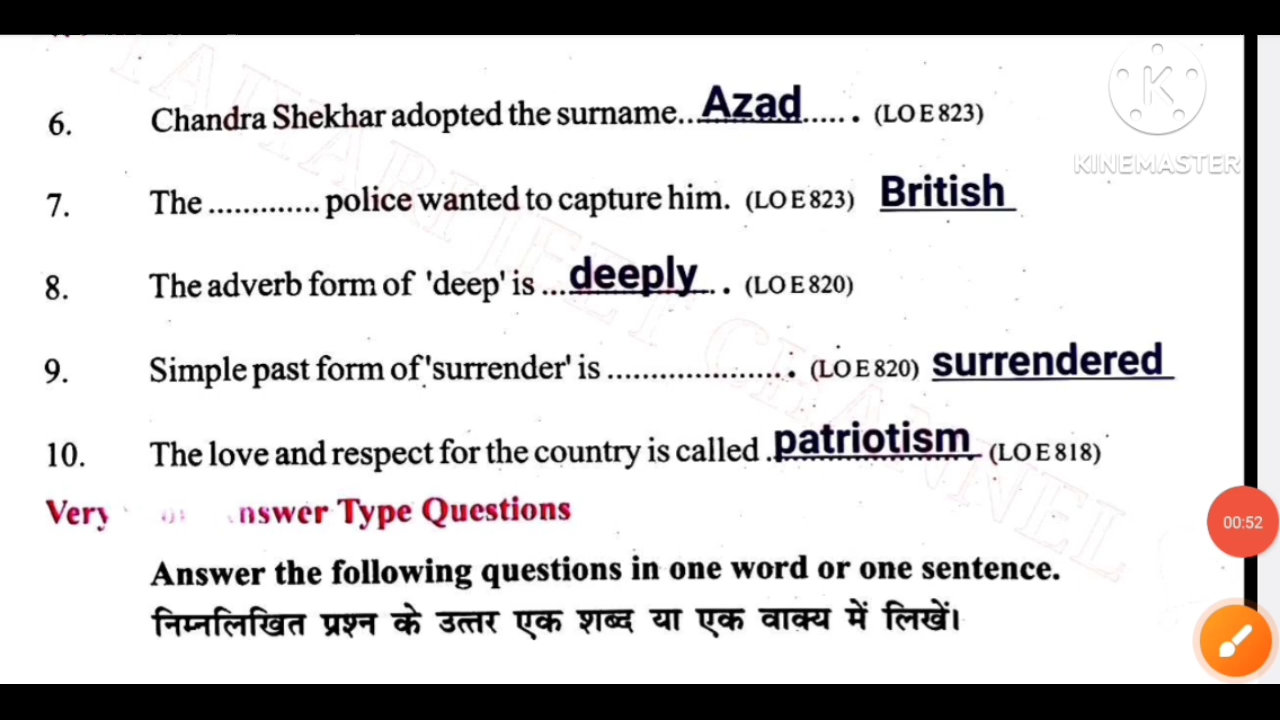 6. Chandra Shekhar adopted the surname..Azad..... . (LO E 823)
KINEMASTER
7. The ............. police wanted to capture him. (LO E 823) British
8. The adverb form of 'deep' is ...deeply.. . (LO E 820)
9. Simple past form of 'surrender' is ..................... . (LO E 820) surrendered
10. The love and respect for the country is called .patriotism (LO E 818)
Very nswer Type Questions
00:52
Answer the following questions in one word or one sentence.
निम्नलिखित प्रश्न के उत्तर एक शब्द या एक वाक्य में लिखें।
TAIYARI JEET CHANNEL